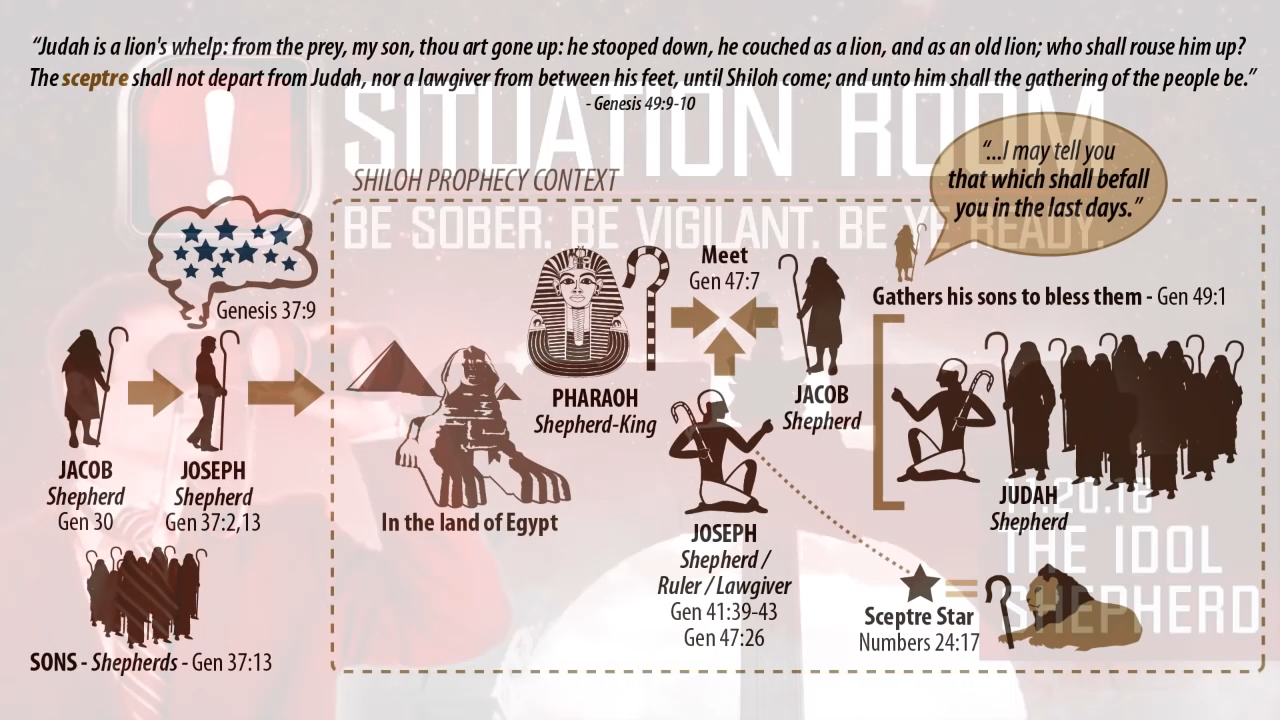 “Judah is a lion's whelp: from the prey, my son, thou art gone up: he stooped down, he couched as a lion, and as an old lion; who shall rouse him up?
The sceptre shall not depart from Judah, nor a lawgiver from between his feet, until Shiloh come; and unto him shall the gathering of the people be.”
- Genesis 49:9-10
SITUATION ROOM
SHILOH PROPHECY CONTEXT
BE SOBER. BE VIGILANT. BE YE READY.
“...I may tell you
that which shall befall
you in the last days.”
Genesis 37:9
JACOB
Shepherd
Gen 30
JOSEPH
Shepherd
Gen 37:2,13
SONS - Shepherds - Gen 37:13
In the land of Egypt
PHARAOH
Shepherd-King
Meet
Gen 47:7
JACOB
Shepherd
JOSEPH
Shepherd /
Ruler / Lawgiver
Gen 41:39-43
Gen 47:26
Gathers his sons to bless them - Gen 49:1
JUDAH
Shepherd
Sceptre Star
Numbers 24:17
=
THE IDOL
SHEPHERD